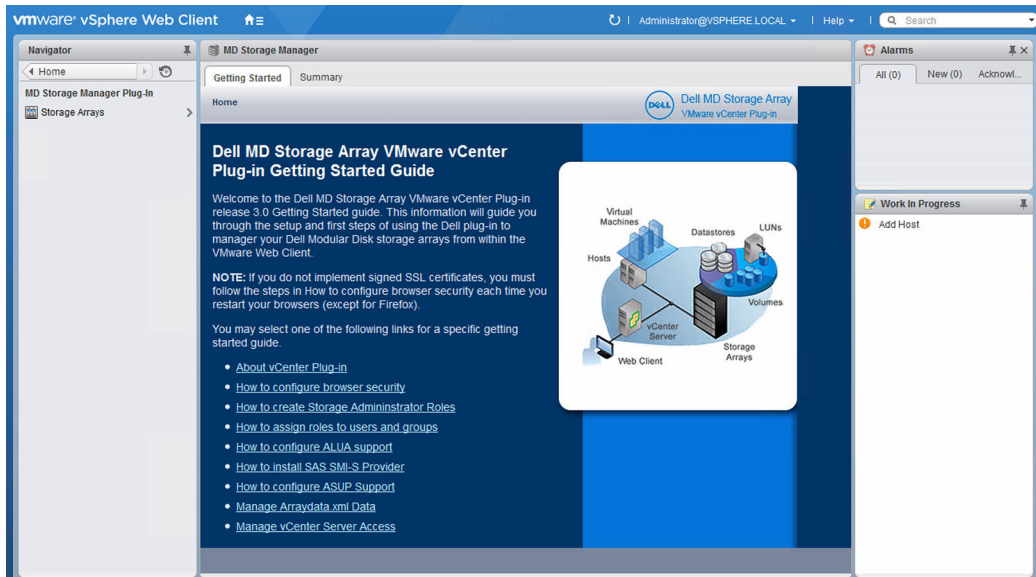 vmware® vSphere Web Client
Administrator@VSPHERE.LOCAL
Help
Search
Navigator
Home
MD Storage Manager Plug-In
Storage Arrays
MD Storage Manager
Getting Started
Summary
Home
DELL
Dell MD Storage Array
VMware vCenter Plug-in
Dell MD Storage Array VMware vCenter
Plug-in Getting Started Guide
Welcome to the Dell MD Storage Array VMware vCenter Plug-in
release 3.0 Getting Started guide. This information will guide you
through the setup and first steps of using the Dell plug-in to
manager your Dell Modular Disk storage arrays from within the
VMware Web Client.
NOTE: If you do not implement signed SSL certificates, you must
follow the steps in How to configure browser security each time you
restart your browsers (except for Firefox).
You may select one of the following links for a specific getting
started guide.
• About vCenter Plug-in
• How to configure browser security
• How to create Storage Admininstrator Roles
• How to assign roles to users and groups
• How to configure ALUA support
• How to install SAS SMI-S Provider
• How to configure ASUP Support
• Manage Arraydata.xml Data
• Manage vCenter Server Access
Virtual
Machines
Datastores
LUNs
Hosts
Volumes
vCenter
Server
Storage
Arrays
Web Client
Alarms
All (0)
New (0)
Acknowl...
Work In Progress
Add Host